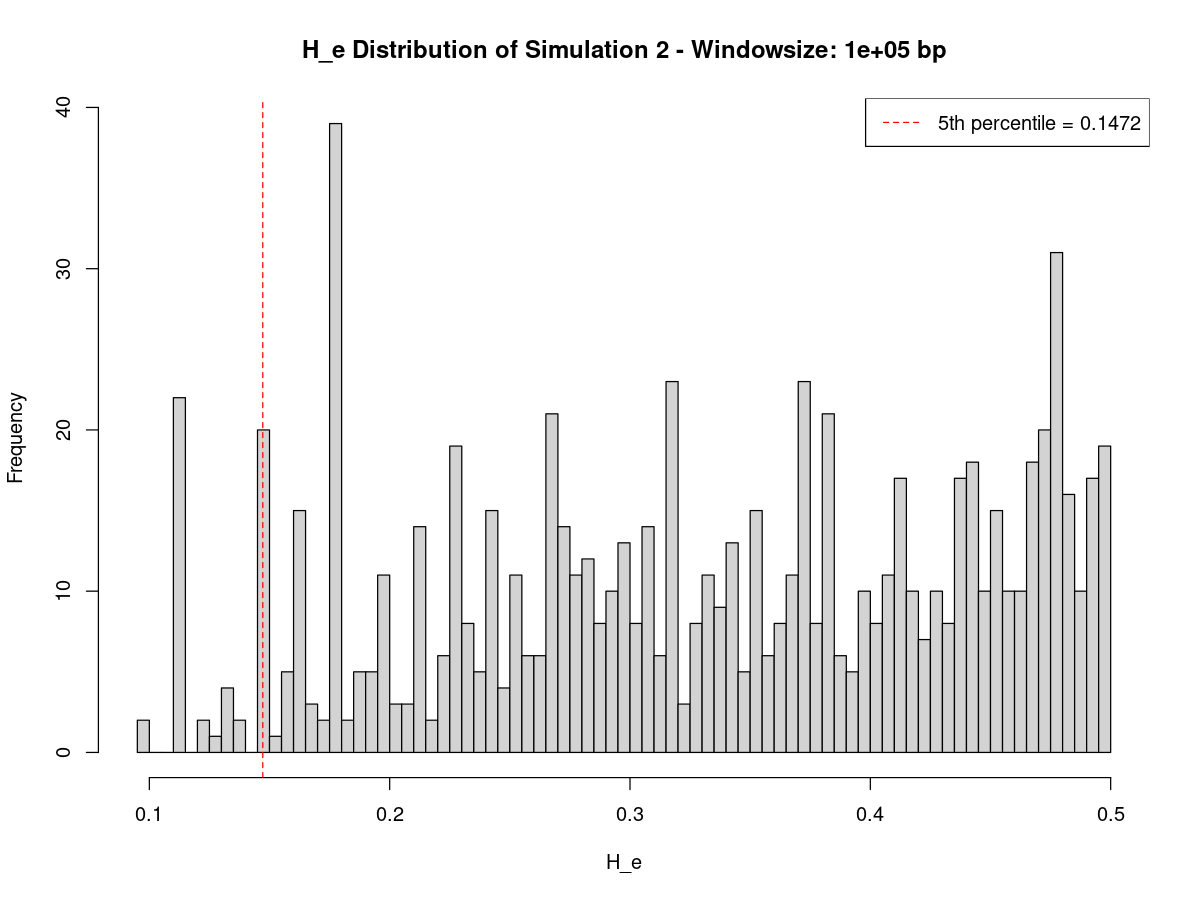 H_e Distribution of Simulation 2 - Windowsize: 1e+05 bp
5th percentile = 0.1472
Frequency
40
30
20
10
0
0.1 0.2 0.3 0.4 0.5
H_e